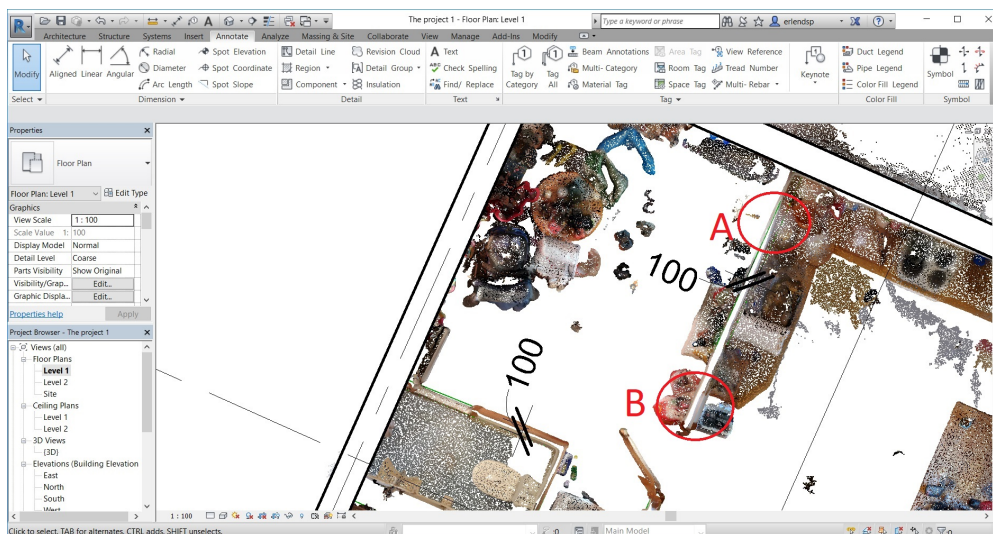 The project 1 - Floor Plan: Level 1
Type a keyword or phrase
erlendsp
Architecture Structure Systems Insert Annotate Analyze Massing & Site Collaborate View Manage Add-Ins Modify
Modify
Aligned Linear Angular
Radial
Diameter
Arc Length
Spot Elevation
Spot Coordinate
Spot Slope
Detail Line
Region
Component
Revision Cloud
Detail Group
Insulation
A Text
ABC Check Spelling
Find/ Replace
Tag by
Category
Tag
All
Beam Annotations
Multi- Category
Material Tag
Area Tag
Room Tag
Space Tag
View Reference
Tread Number
Multi- Rebar
Keynote
Duct Legend
Pipe Legend
Color Fill Legend
Symbol
Select Dimension Detail Text Tag Color Fill Symbol
Properties
Floor Plan
Floor Plan: Level 1
Edit Type
Graphics
View Scale 1 : 100
Scale Value 1: 100
Display Model Normal
Detail Level Coarse
Parts Visibility Show Original
Visibility/Grap... Edit...
Graphic Displa... Edit...
Properties help Apply
Project Browser - The project 1
Views (all)
Floor Plans
Level 1
Level 2
Site
Ceiling Plans
Level 1
Level 2
3D Views
{3D}
Elevations (Building Elevation
East
North
South
West
A
100
100
B
1 : 100
Click to select, TAB for alternates, CTRL adds, SHIFT unselects.
:0
Main Model
:0